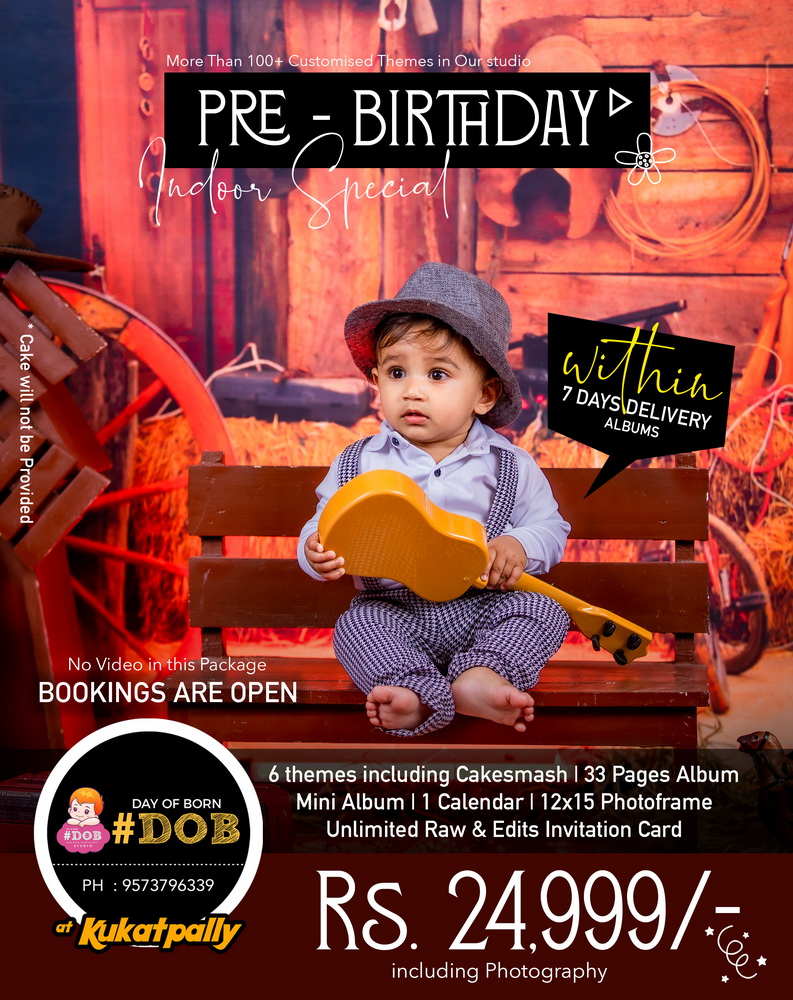 More Than 100+ Customised Themes in Our studio
PRE - BIRTHDAY
Indoor Special
within
7 DAYS DELIVERY
ALBUMS
* Cake will not be Provided
No Video in this Package
BOOKINGS ARE OPEN
6 themes including Cakesmash | 33 Pages Album
Mini Album | 1 Calendar | 12x15 Photoframe
Unlimited Raw & Edits Invitation Card
DAY OF BORN
#DOB
#DOB
STUDIO
PH : 9573796339
at Kukatpally
Rs. 24,999/-
including Photography